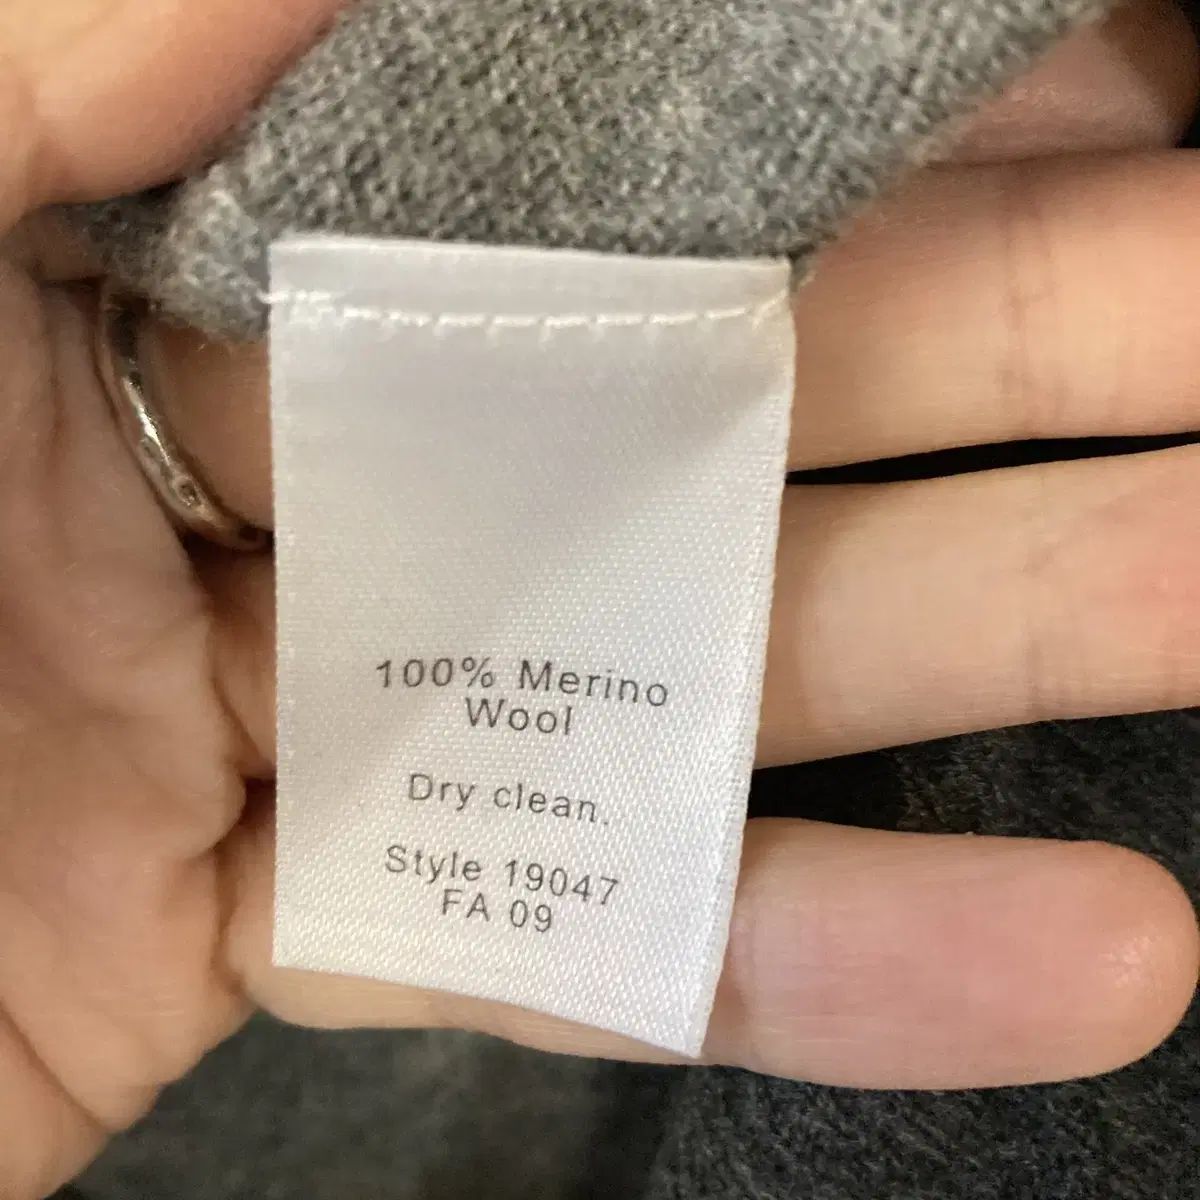 100% Merino
Wool
Dry clean.
Style 19047
FA 09